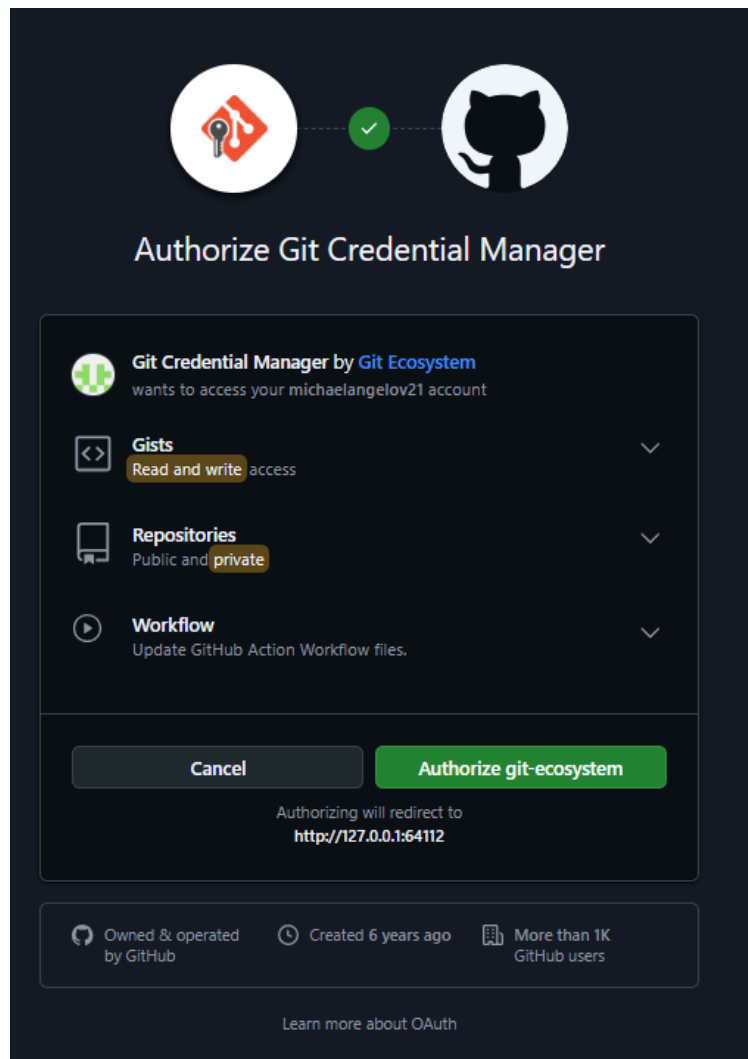 Authorize Git Credential Manager
Git Credential Manager by Git Ecosystem
wants to access your michaelangelov21 account
Gists
Read and write access
Repositories
Public and private
Workflow
Update GitHub Action Workflow files.
Cancel
Authorize git-ecosystem
Authorizing will redirect to
http://127.0.0.1:64112
Owned & operated
by GitHub
Created 6 years ago
More than 1K
GitHub users
Learn more about OAuth